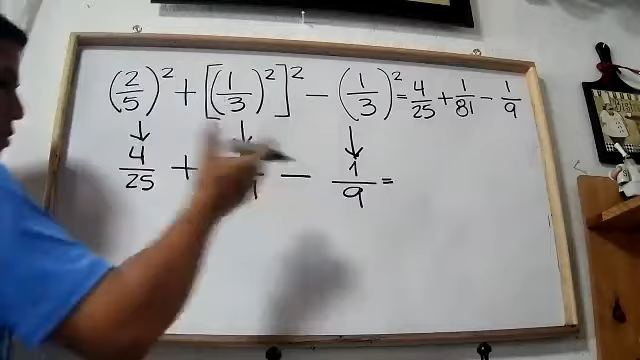 (2/5)² + [(1/3)²]² − (1/3)² = 4/25 + 1/81 − 1/9
4/25 + − 1/9 =